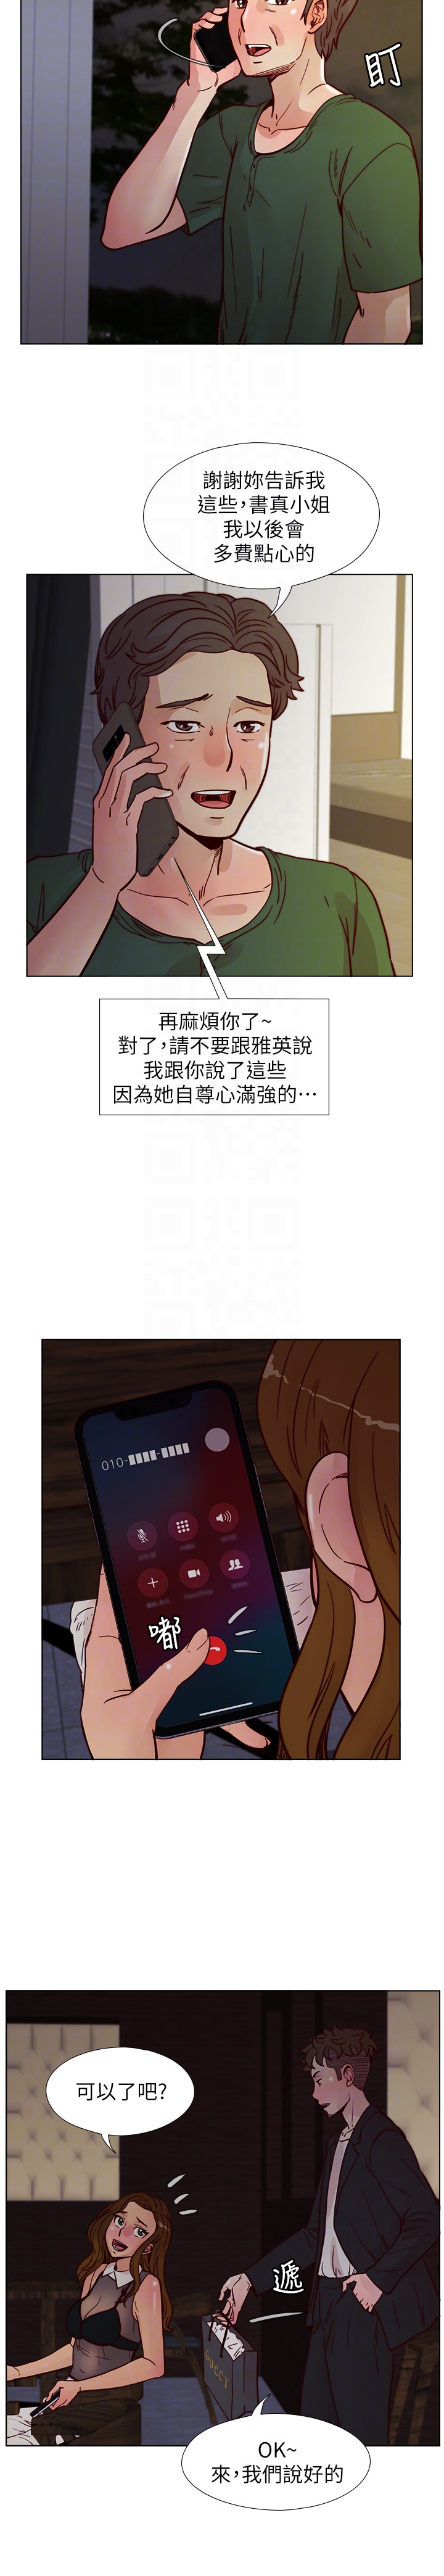 盯
謝謝妳告訴我
這些，書真小姐
我以後會
多費點心的
再麻煩你了~
對了，請不要跟雅英說
我跟你說了這些
因為她自尊心滿強的…
010-
嘟
可以了吧?
遞
GUCCY
OK~
來，我們說好的